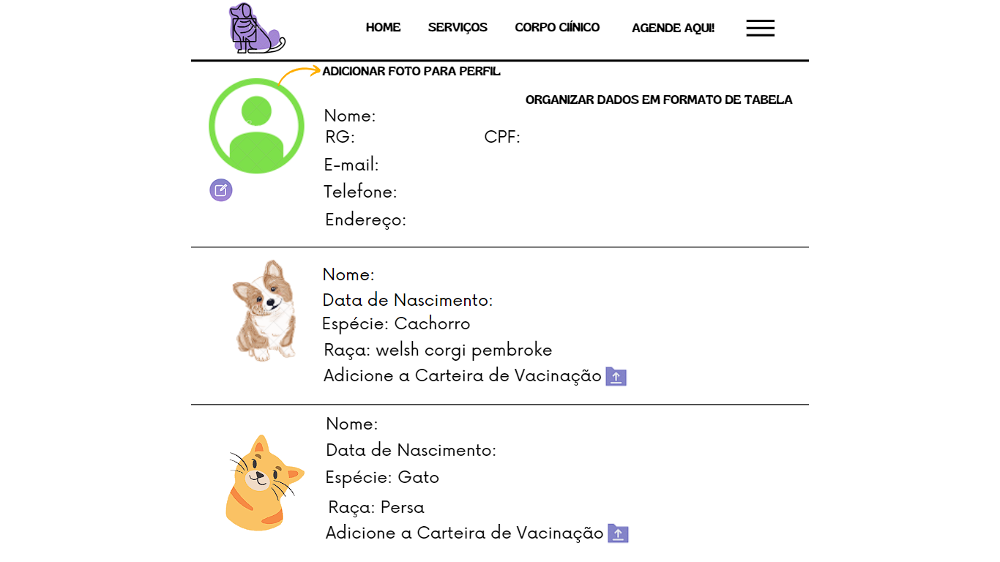 HOME SERVIÇOS CORPO ClÍNICO AGENDE AQUI!
ADICIONAR FOTO PARA PERFIL
ORGANIZAR DADOS EM FORMATO DE TABELA
Nome:
RG: CPF:
E-mail:
Telefone:
Endereço:
Nome:
Data de Nascimento:
Espécie: Cachorro
Raça: welsh corgi pembroke
Adicione a Carteira de Vacinação
Nome:
Data de Nascimento:
Espécie: Gato
Raça: Persa
Adicione a Carteira de Vacinação